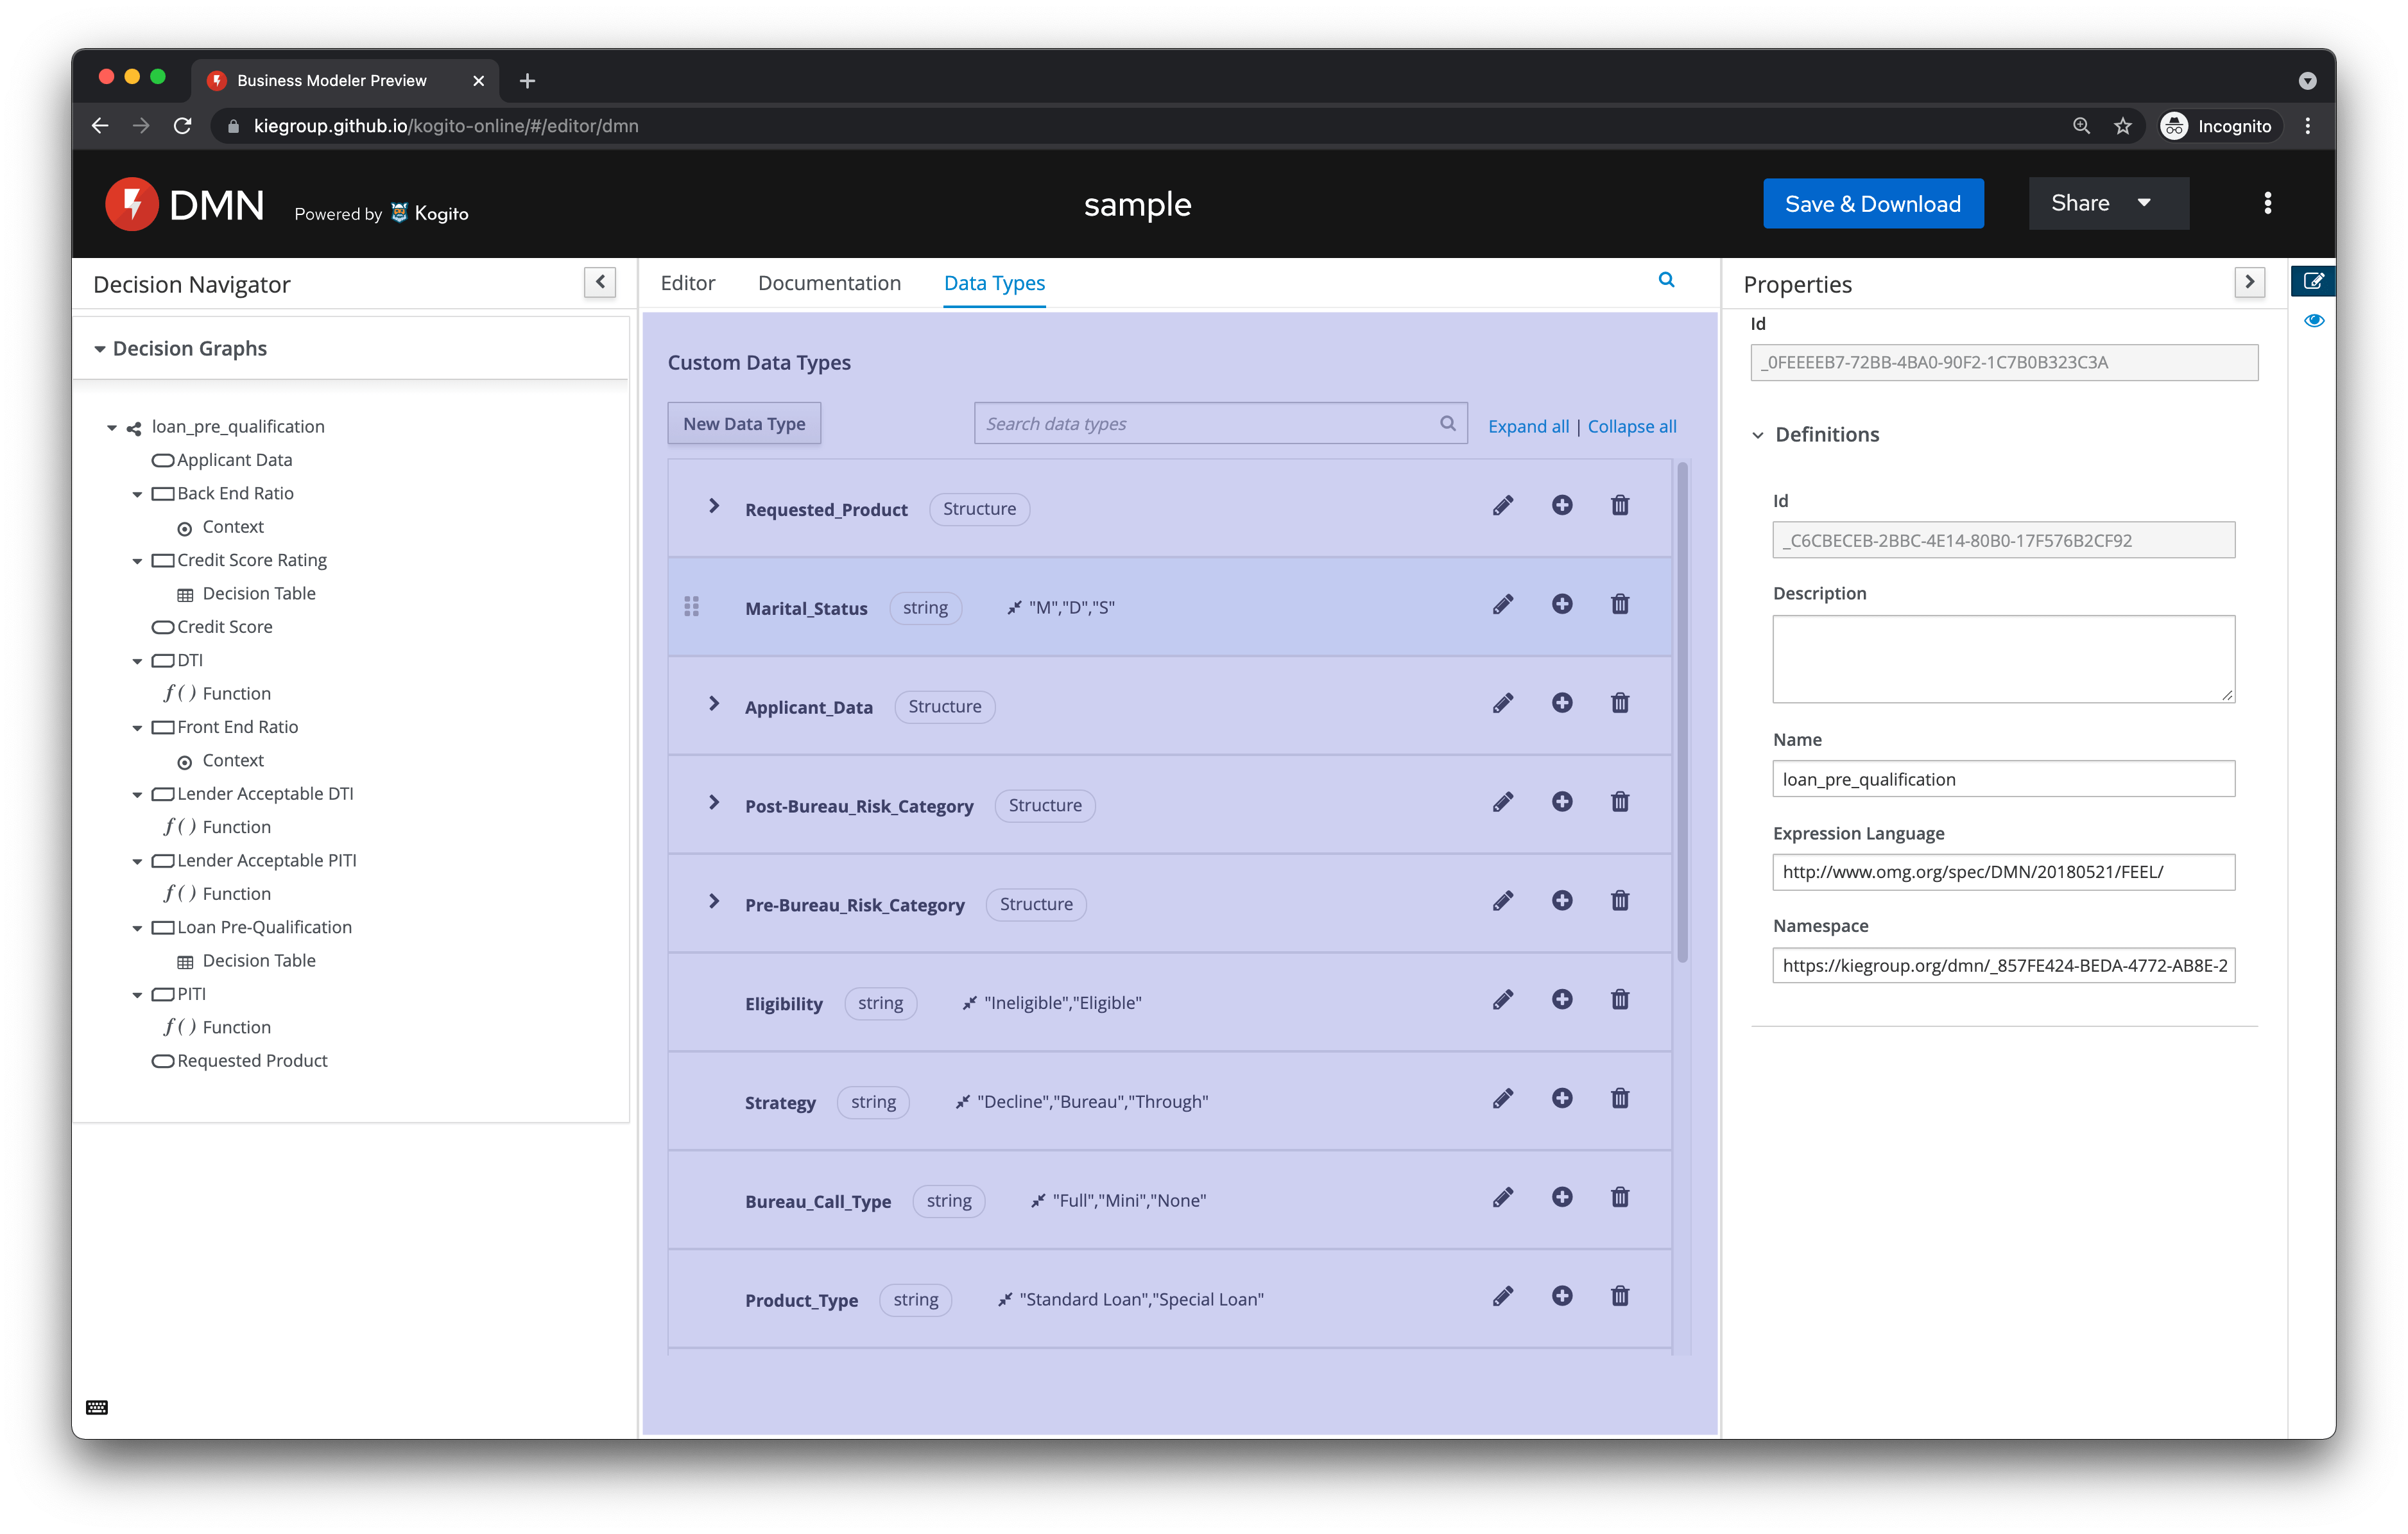 Business Modeler Preview
kiegroup.github.io/kogito-online/#/editor/dmn
Incognito
DMN
Powered by Kogito
sample
Save & Download
Share
Decision Navigator
Decision Graphs
loan_pre_qualification
Applicant Data
Back End Ratio
Context
Credit Score Rating
Decision Table
Credit Score
DTI
f ( ) Function
Front End Ratio
Context
Lender Acceptable DTI
f ( ) Function
Lender Acceptable PITI
f ( ) Function
Loan Pre-Qualification
Decision Table
PITI
f ( ) Function
Requested Product
Editor Documentation Data Types
Custom Data Types
New Data Type
Search data types
Expand all | Collapse all
Requested_Product Structure
Marital_Status string "M","D","S"
Applicant_Data Structure
Post-Bureau_Risk_Category Structure
Pre-Bureau_Risk_Category Structure
Eligibility string "Ineligible","Eligible"
Strategy string "Decline","Bureau","Through"
Bureau_Call_Type string "Full","Mini","None"
Product_Type string "Standard Loan","Special Loan"
Properties
Id
_0FEEEEB7-72BB-4BA0-90F2-1C7B0B323C3A
Definitions
Id
_C6CBECEB-2BBC-4E14-80B0-17F576B2CF92
Description
Name
loan_pre_qualification
Expression Language
http://www.omg.org/spec/DMN/20180521/FEEL/
Namespace
https://kiegroup.org/dmn/_857FE424-BEDA-4772-AB8E-2